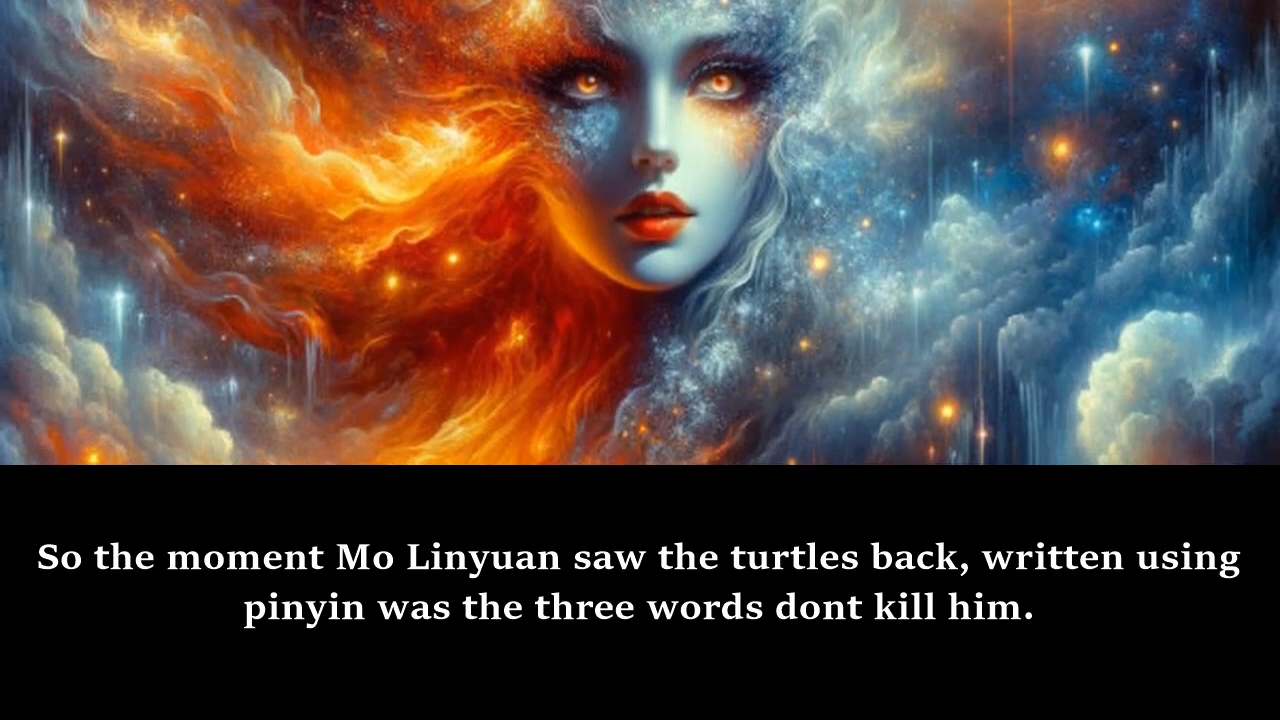 So the moment Mo Linyuan saw the turtles back, written using
pinyin was the three words dont kill him.